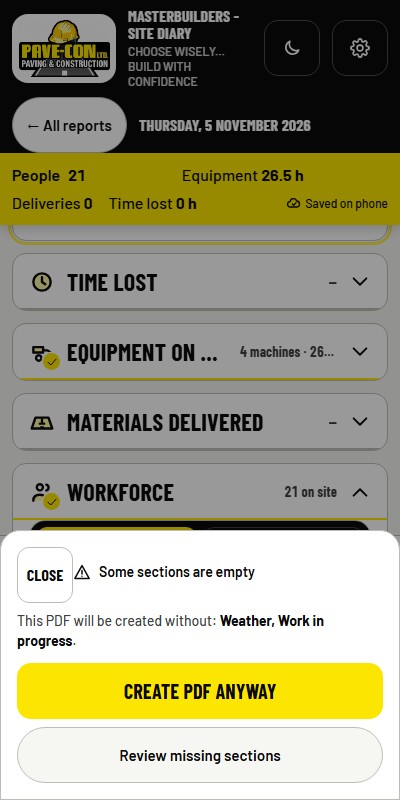 PAVE-CON LTD.
PAVING & CONSTRUCTION
MASTERBUILDERS -
SITE DIARY
CHOOSE WISELY...
BUILD WITH
CONFIDENCE
← All reports
THURSDAY, 5 NOVEMBER 2026
People 21
Equipment 26.5 h
Deliveries 0
Time lost 0 h
Saved on phone
TIME LOST
–
EQUIPMENT ON ...
4 machines · 26...
MATERIALS DELIVERED
–
WORKFORCE
21 on site
CLOSE
Some sections are empty
This PDF will be created without: Weather, Work in
progress.
CREATE PDF ANYWAY
Review missing sections